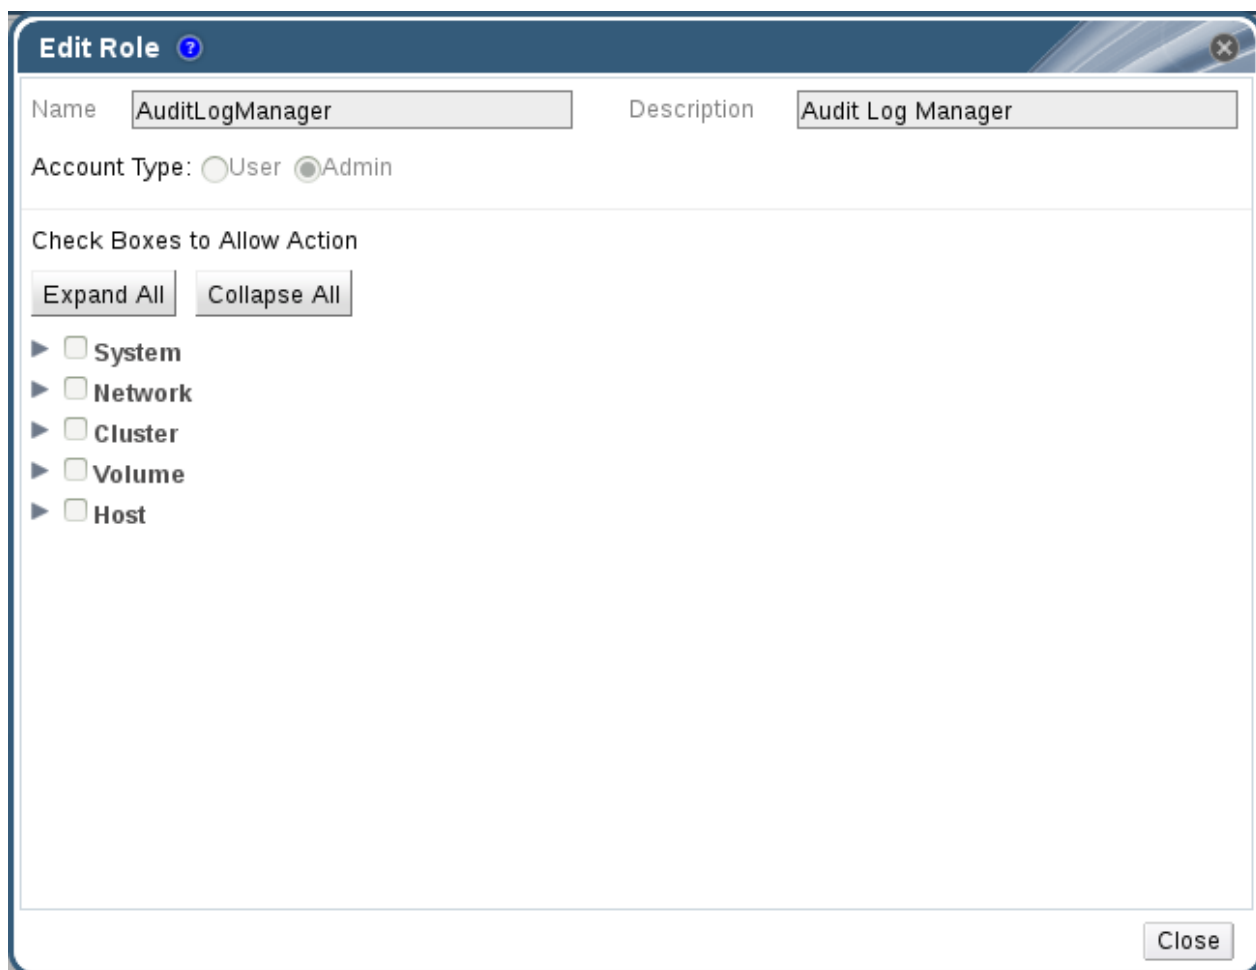 Edit Role ?
Name AuditLogManager Description Audit Log Manager
Account Type: User Admin
Check Boxes to Allow Action
Expand All Collapse All
System
Network
Cluster
Volume
Host
Close